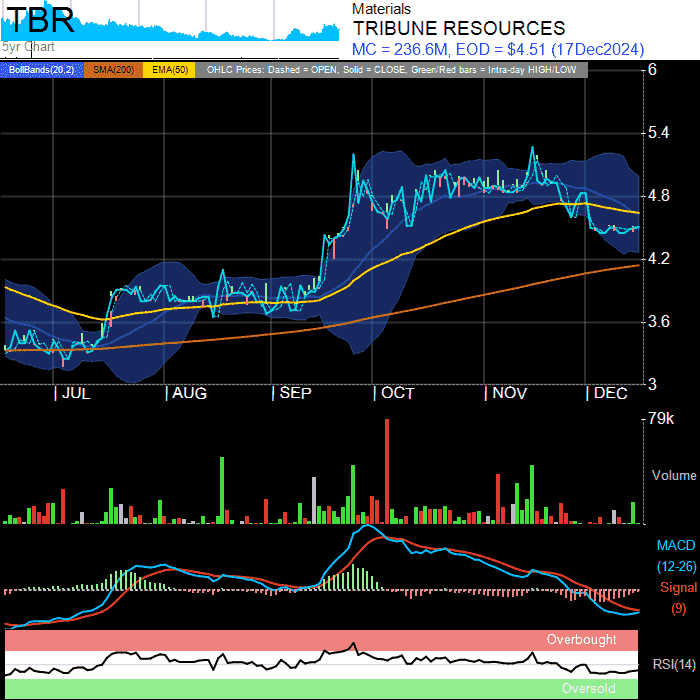 TBR
5yr Chart
Materials
TRIBUNE RESOURCES
MC = 236.6M, EOD = $4.51 (17Dec2024)
BollBands(20,2) SMA(200) EMA(50) OHLC Prices: Dashed = OPEN, Solid = CLOSE, Green/Red bars = Intra-day HIGH/LOW
6
5.4
4.8
4.2
3.6
3
| JUL | AUG | SEP | OCT | NOV | DEC
79k
Volume
MACD
(12-26)
Signal
(9)
Overbought
RSI(14)
Oversold